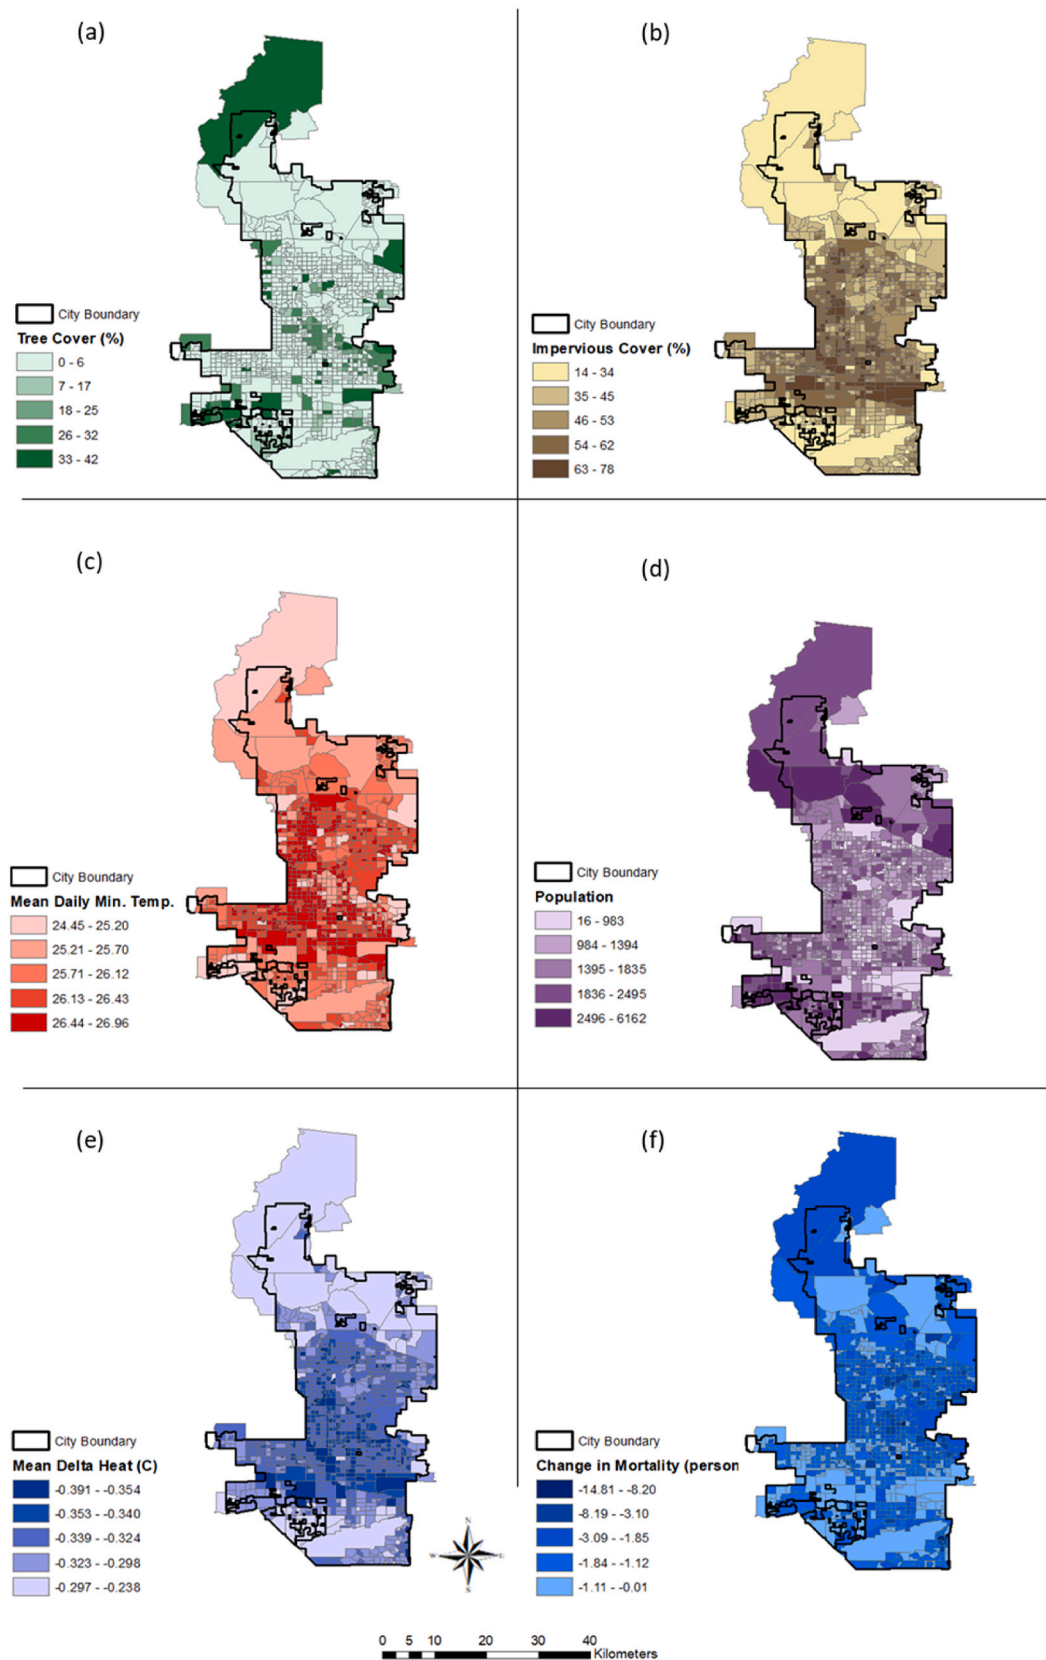 (a)
City Boundary
Tree Cover (%)
0 - 6
7 - 17
18 - 25
26 - 32
33 - 42
(b)
City Boundary
Impervious Cover (%)
14 - 34
35 - 45
46 - 53
54 - 62
63 - 78
(c)
City Boundary
Mean Daily Min. Temp.
24.45 - 25.20
25.21 - 25.70
25.71 - 26.12
26.13 - 26.43
26.44 - 26.96
(d)
City Boundary
Population
16 - 983
984 - 1394
1395 - 1835
1836 - 2495
2496 - 6162
(e)
City Boundary
Mean Delta Heat (C)
-0.391 - -0.354
-0.353 - -0.340
-0.339 - -0.324
-0.323 - -0.298
-0.297 - -0.238
(f)
City Boundary
Change in Mortality (person
-14.81 - -8.20
-8.19 - -3.10
-3.09 - -1.85
-1.84 - -1.12
-1.11 - -0.01
N
W E
S
0 5 10 20 30 40
Kilometers